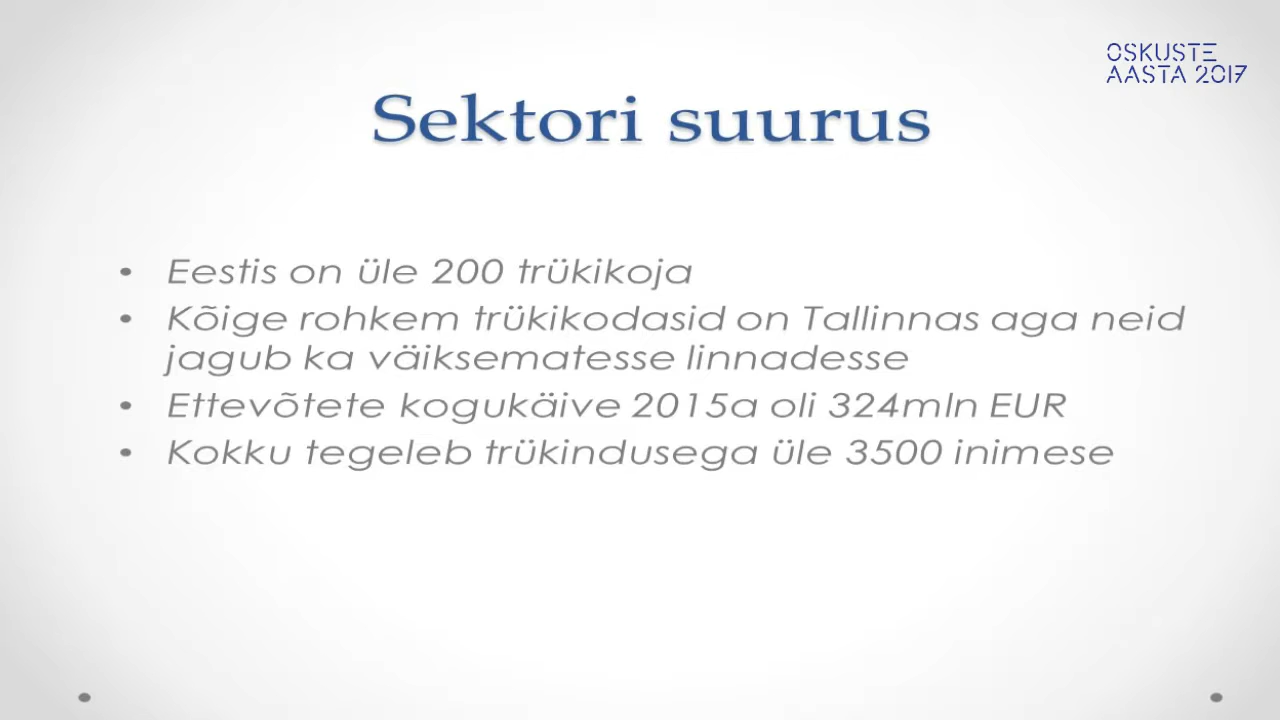 OSKUSTE
AASTA 2017
Sektori suurus
• Eestis on üle 200 trükikoja
• Kõige rohkem trükikodasid on Tallinnas aga neid
jagub ka väiksematesse linnadesse
• Ettevõtete kogukäive 2015a oli 324mln EUR
• Kokku tegeleb trükindusega üle 3500 inimese